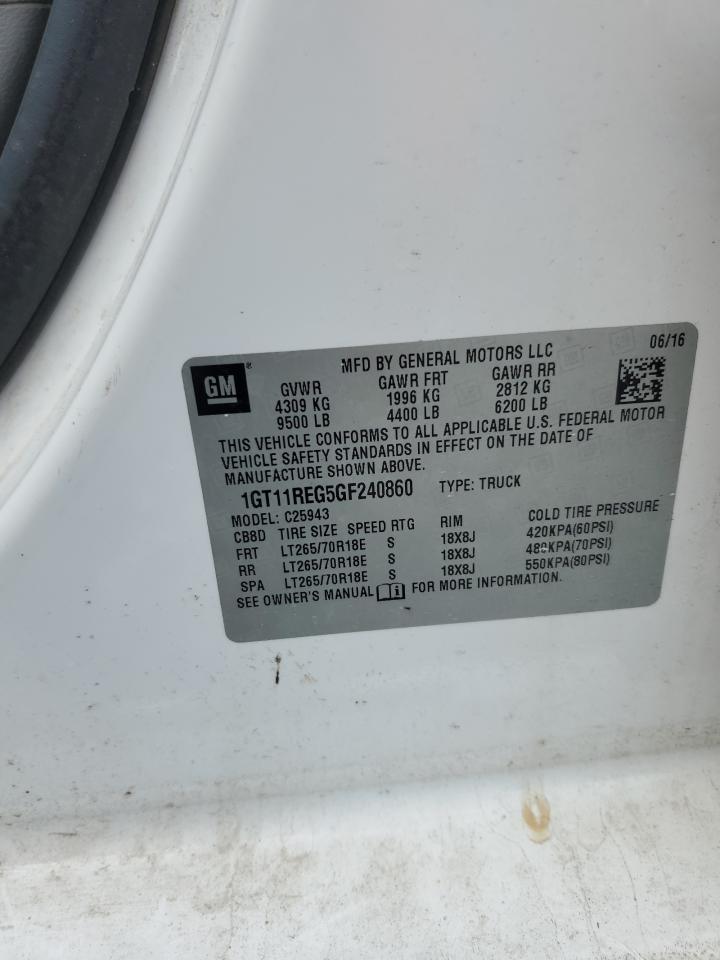 MFD BY GENERAL MOTORS LLC 06/16
GM ®
GVWR GAWR FRT GAWR RR
4309 KG 1996 KG 2812 KG
9500 LB 4400 LB 6200 LB
THIS VEHICLE CONFORMS TO ALL APPLICABLE U.S. FEDERAL MOTOR
VEHICLE SAFETY STANDARDS IN EFFECT ON THE DATE OF
MANUFACTURE SHOWN ABOVE.
1GT11REG5GF240860 TYPE: TRUCK
MODEL: C25943
CB8D TIRE SIZE SPEED RTG RIM COLD TIRE PRESSURE
FRT LT265/70R18E S 18X8J 420KPA(60PSI)
RR LT265/70R18E S 18X8J 480KPA(70PSI)
SPA LT265/70R18E S 18X8J 550KPA(80PSI)
SEE OWNER'S MANUAL i FOR MORE INFORMATION.